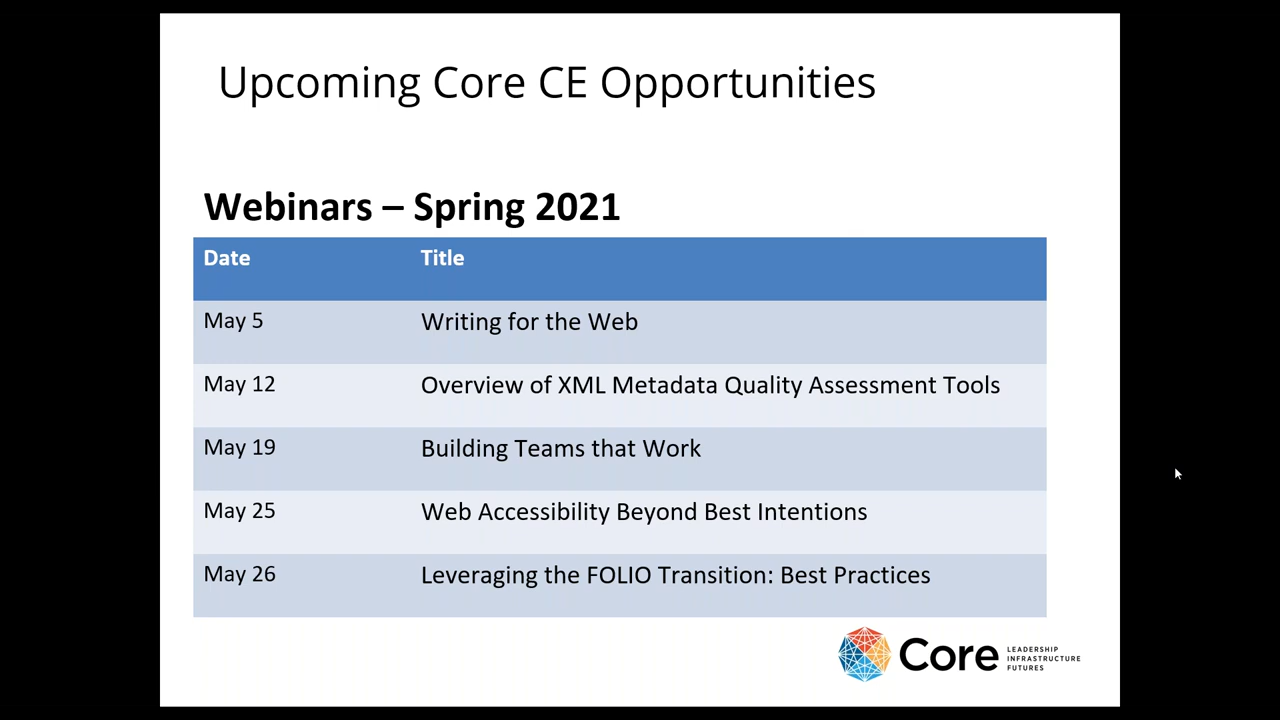 Upcoming Core CE Opportunities
Webinars – Spring 2021
Date Title
May 5 Writing for the Web
May 12 Overview of XML Metadata Quality Assessment Tools
May 19 Building Teams that Work
May 25 Web Accessibility Beyond Best Intentions
May 26 Leveraging the FOLIO Transition: Best Practices
Core
LEADERSHIP
INFRASTRUCTURE
FUTURES